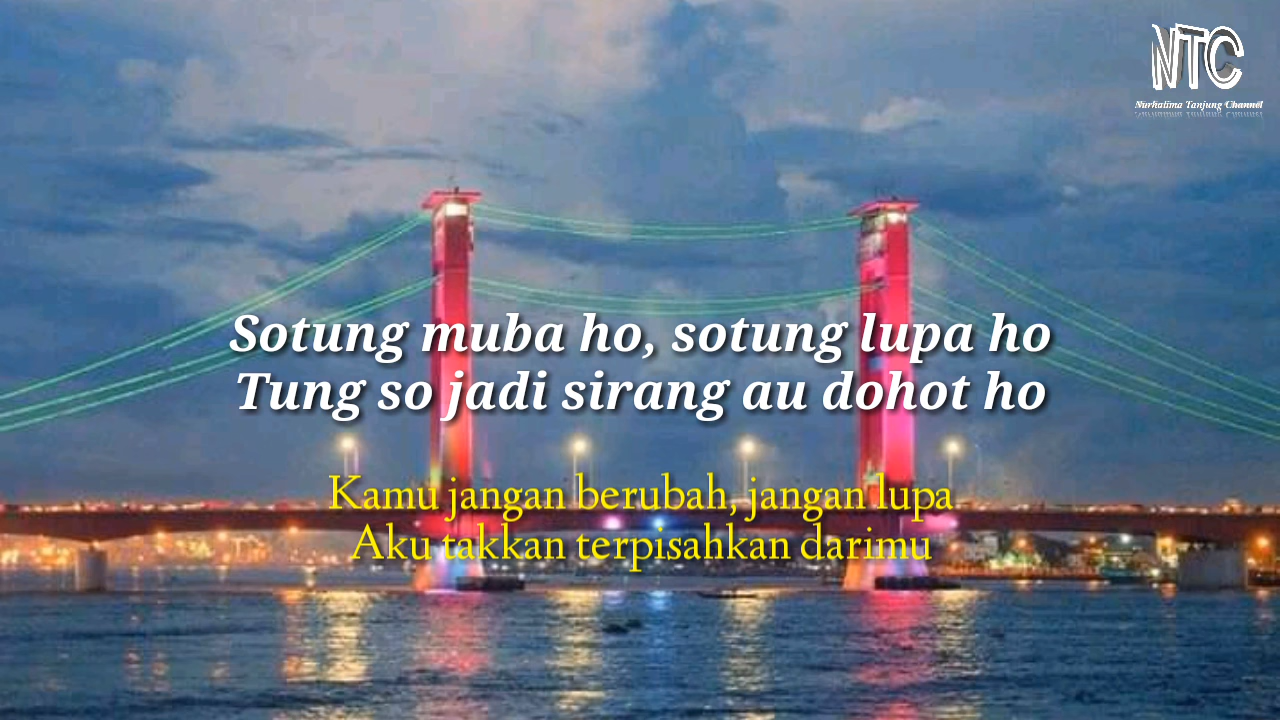 NTC
Nurhalima Tanjung Channel
Sotung muba ho, sotung lupa ho
Tung so jadi sirang au dohot ho
Kamu jangan berubah, jangan lupa
Aku takkan terpisahkan darimu